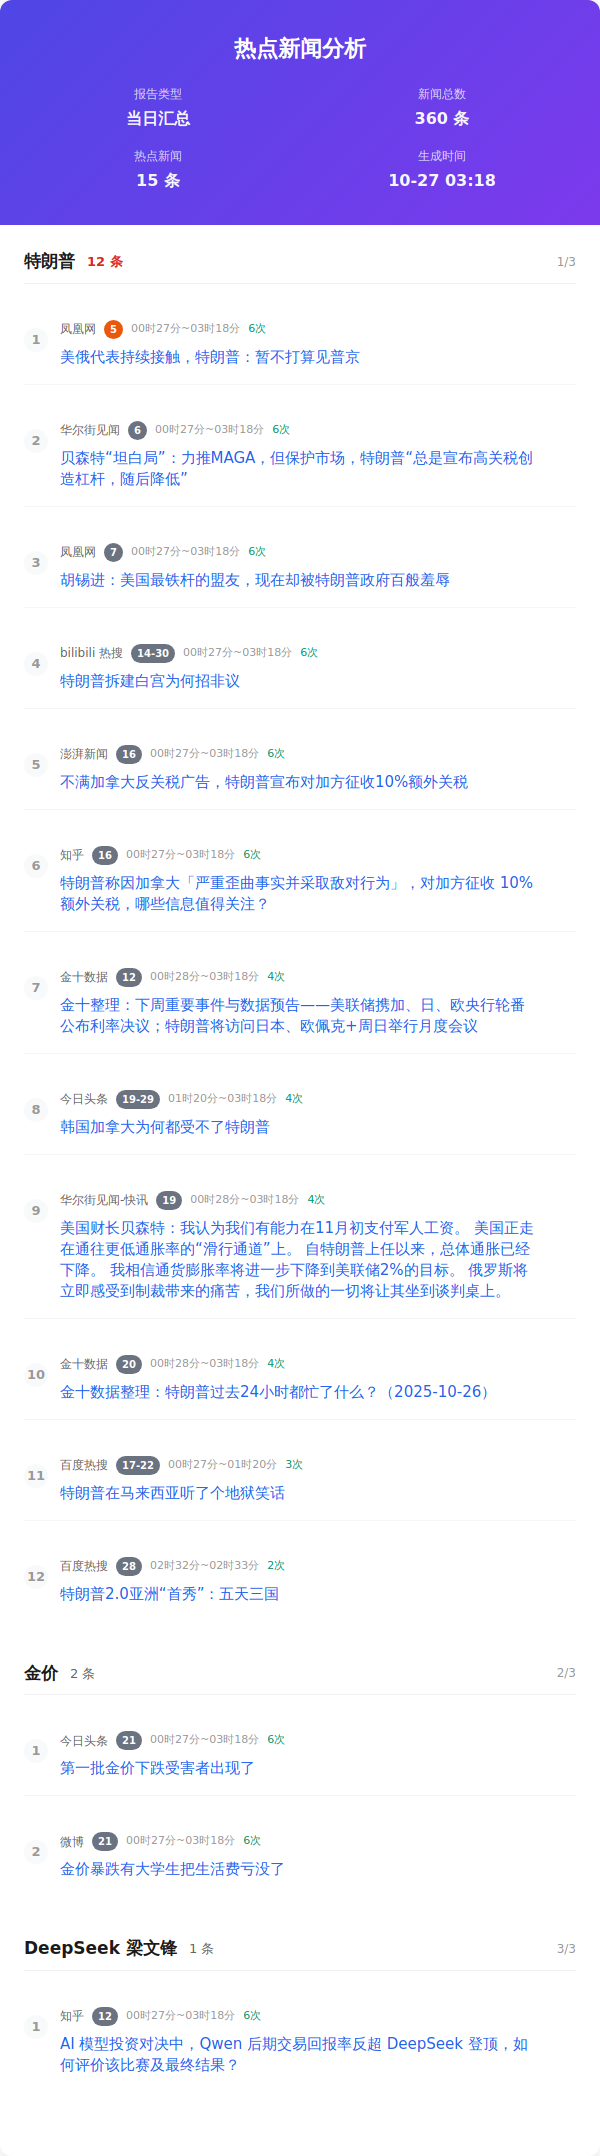 热点新闻分析
报告类型
新闻总数
当日汇总
360 条
热点新闻
生成时间
15 条
10-27 03:18
特朗普 12 条 1/3
1 凤凰网 5 00时27分~03时18分 6次
美俄代表持续接触，特朗普：暂不打算见普京
2 华尔街见闻 6 00时27分~03时18分 6次
贝森特“坦白局”：力推MAGA，但保护市场，特朗普“总是宣布高关税创
造杠杆，随后降低”
3 凤凰网 7 00时27分~03时18分 6次
胡锡进：美国最铁杆的盟友，现在却被特朗普政府百般羞辱
4 bilibili 热搜 14-30 00时27分~03时18分 6次
特朗普拆建白宫为何招非议
5 澎湃新闻 16 00时27分~03时18分 6次
不满加拿大反关税广告，特朗普宣布对加方征收10%额外关税
6 知乎 16 00时27分~03时18分 6次
特朗普称因加拿大「严重歪曲事实并采取敌对行为」，对加方征收 10%
额外关税，哪些信息值得关注？
7 金十数据 12 00时28分~03时18分 4次
金十整理：下周重要事件与数据预告——美联储携加、日、欧央行轮番
公布利率决议；特朗普将访问日本、欧佩克+周日举行月度会议
8 今日头条 19-29 01时20分~03时18分 4次
韩国加拿大为何都受不了特朗普
9 华尔街见闻-快讯 19 00时28分~03时18分 4次
美国财长贝森特：我认为我们有能力在11月初支付军人工资。 美国正走
在通往更低通胀率的“滑行通道”上。 自特朗普上任以来，总体通胀已经
下降。 我相信通货膨胀率将进一步下降到美联储2%的目标。 俄罗斯将
立即感受到制裁带来的痛苦，我们所做的一切将让其坐到谈判桌上。
10 金十数据 20 00时28分~03时18分 4次
金十数据整理：特朗普过去24小时都忙了什么？（2025-10-26）
11 百度热搜 17-22 00时27分~01时20分 3次
特朗普在马来西亚听了个地狱笑话
12 百度热搜 28 02时32分~02时33分 2次
特朗普2.0亚洲“首秀”：五天三国
金价 2 条 2/3
1 今日头条 21 00时27分~03时18分 6次
第一批金价下跌受害者出现了
2 微博 21 00时27分~03时18分 6次
金价暴跌有大学生把生活费亏没了
DeepSeek 梁文锋 1 条 3/3
1 知乎 12 00时27分~03时18分 6次
AI 模型投资对决中，Qwen 后期交易回报率反超 DeepSeek 登顶，如
何评价该比赛及最终结果？